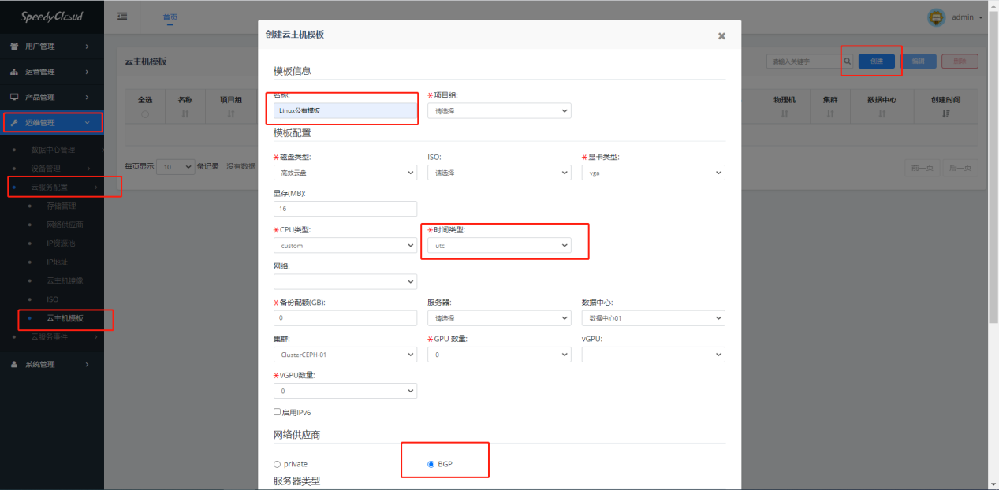 SpeedyCloud
首页
admin
用户管理
运营管理
产品管理
运维管理
数据中心管理
设备管理
云服务配置
存储管理
网络供应商
IP资源池
IP地址
云主机镜像
ISO
云主机模板
云服务事件
系统管理
云主机模板
请输入关键字
创建
编辑
删除
全选 名称 项目组 物理机 集群 数据中心 创建时间
每页显示 10 条记录 没有数据
前一页 后一页
创建云主机模板
模板信息
名称: *项目组:
Linux公有模板 请选择
模板配置
*磁盘类型: ISO: *显卡类型:
高效云盘 请选择 vga
显存(MB):
16
*CPU类型: *时间类型:
custom utc
网络:
*备份配额(GB): 服务器: 数据中心:
0 请选择 数据中心01
集群: *GPU 数量: vGPU:
ClusterCEPH-01 0
*vGPU数量:
0
启用IPv6
网络供应商
private BGP
服务器类型